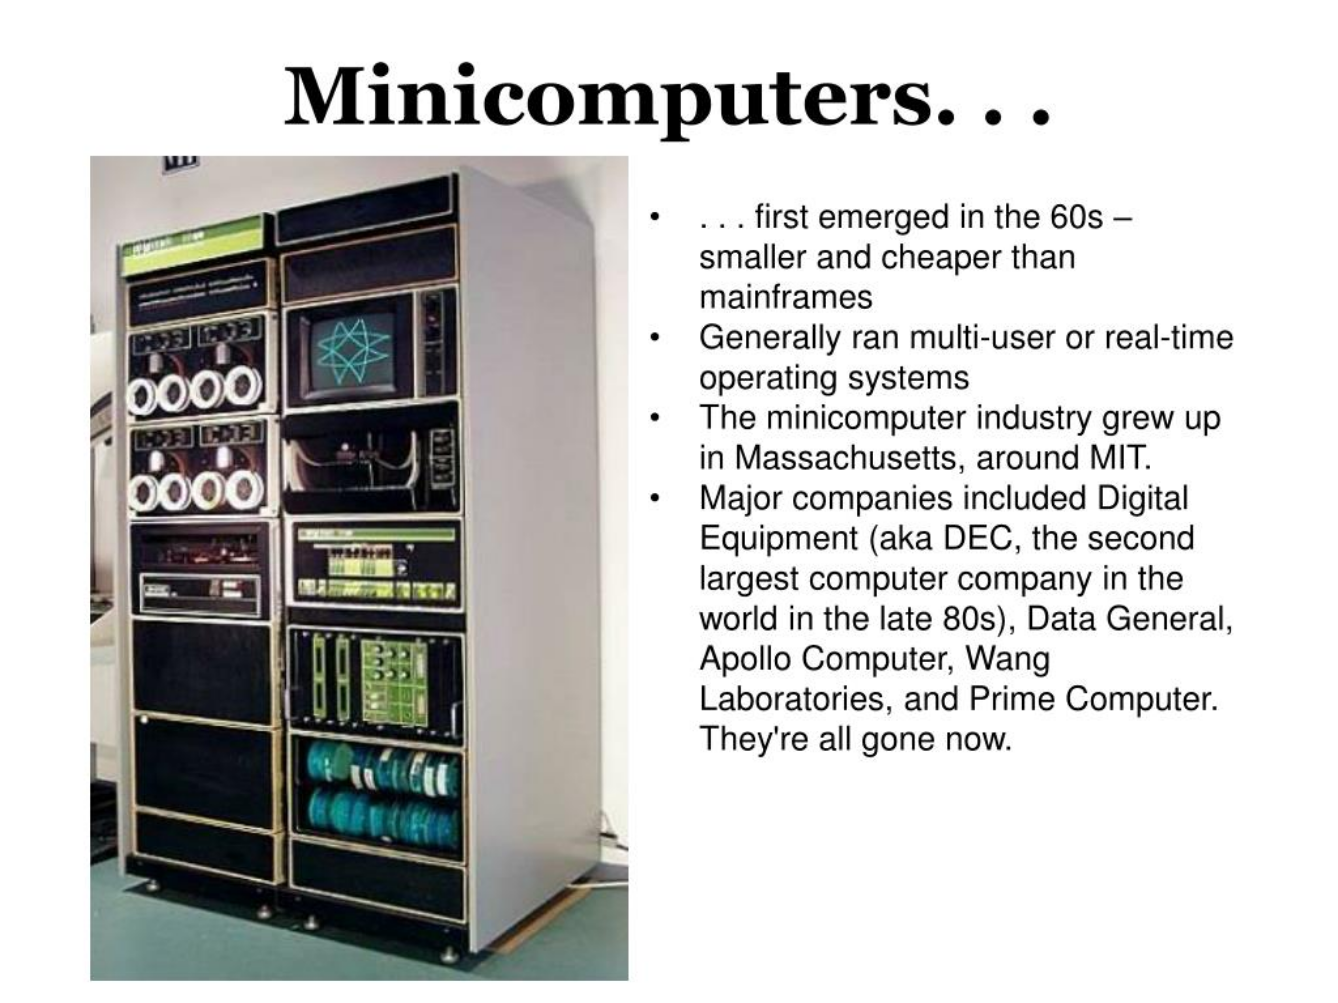 Minicomputers. . .
• . . . first emerged in the 60s –
smaller and cheaper than
mainframes
• Generally ran multi-user or real-time
operating systems
• The minicomputer industry grew up
in Massachusetts, around MIT.
• Major companies included Digital
Equipment (aka DEC, the second
largest computer company in the
world in the late 80s), Data General,
Apollo Computer, Wang
Laboratories, and Prime Computer.
They're all gone now.